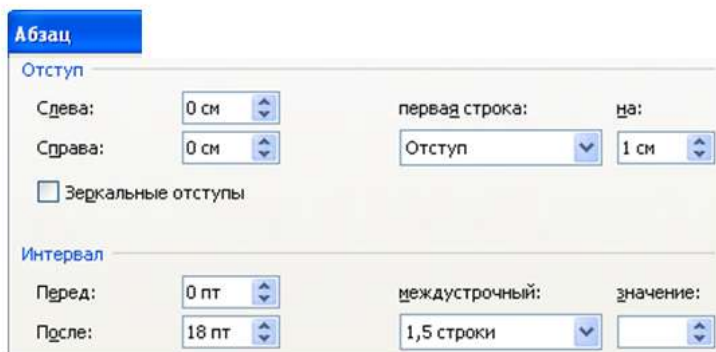 Абзац
Отступ
Слева: 0 см первая строка: на:
Справа: 0 см Отступ 1 см
Зеркальные отступы
Интервал
Перед: 0 пт междустрочный: значение:
После: 18 пт 1,5 строки